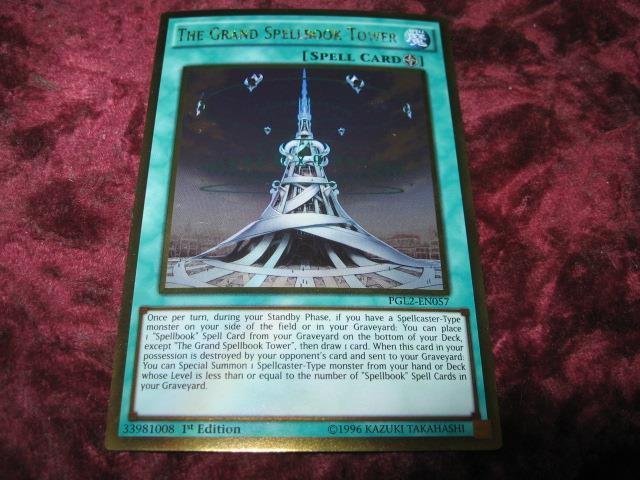 THE GRAND SPELLBOOK TOWER
[SPELL CARD]
PGL2-EN057
Once per turn, during your Standby Phase, if you have a Spellcaster-Type
monster on your side of the field or in your Graveyard: You can place
1 "Spellbook" Spell Card from your Graveyard on the bottom of your Deck,
except "The Grand Spellbook Tower", then draw 1 card. When this card in your
possession is destroyed by your opponent's card and sent to your Graveyard:
You can Special Summon 1 Spellcaster-Type monster from your hand or Deck
whose Level is less than or equal to the number of "Spellbook" Spell Cards in
your Graveyard.
33981008 1st Edition ©1996 KAZUKI TAKAHASHI